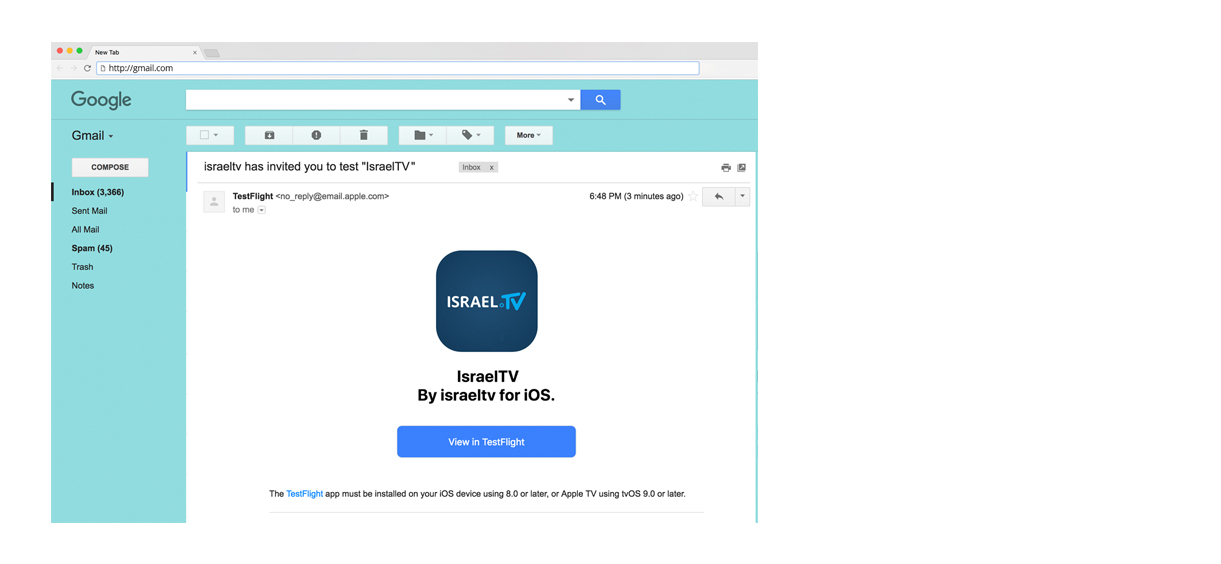 New Tab
http://gmail.com
Google
Gmail
More
COMPOSE
israeltv has invited you to test "IsraelTV"
Inbox x
Inbox (3,366)
TestFlight <no_reply@email.apple.com>
6:48 PM (3 minutes ago)
to me
Sent Mail
All Mail
Spam (45)
Trash
Notes
ISRAEL.TV
IsraelTV
By israeltv for iOS.
View in TestFlight
The TestFlight app must be installed on your iOS device using 8.0 or later, or Apple TV using tvOS 9.0 or later.